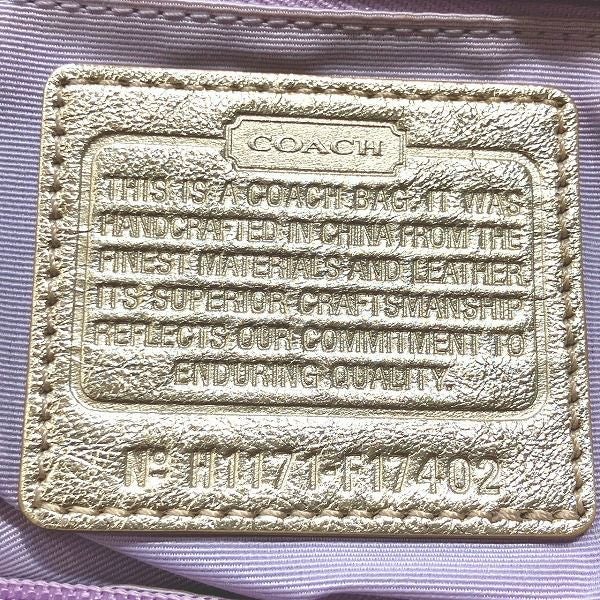 COACH
THIS IS A COACH BAG. IT WAS
HANDCRAFTED IN CHINA FROM THE
FINEST MATERIALS AND LEATHER.
ITS SUPERIOR CRAFTSMANSHIP
REFLECTS OUR COMMITMENT TO
ENDURING QUALITY.
Nº H1171-F17402